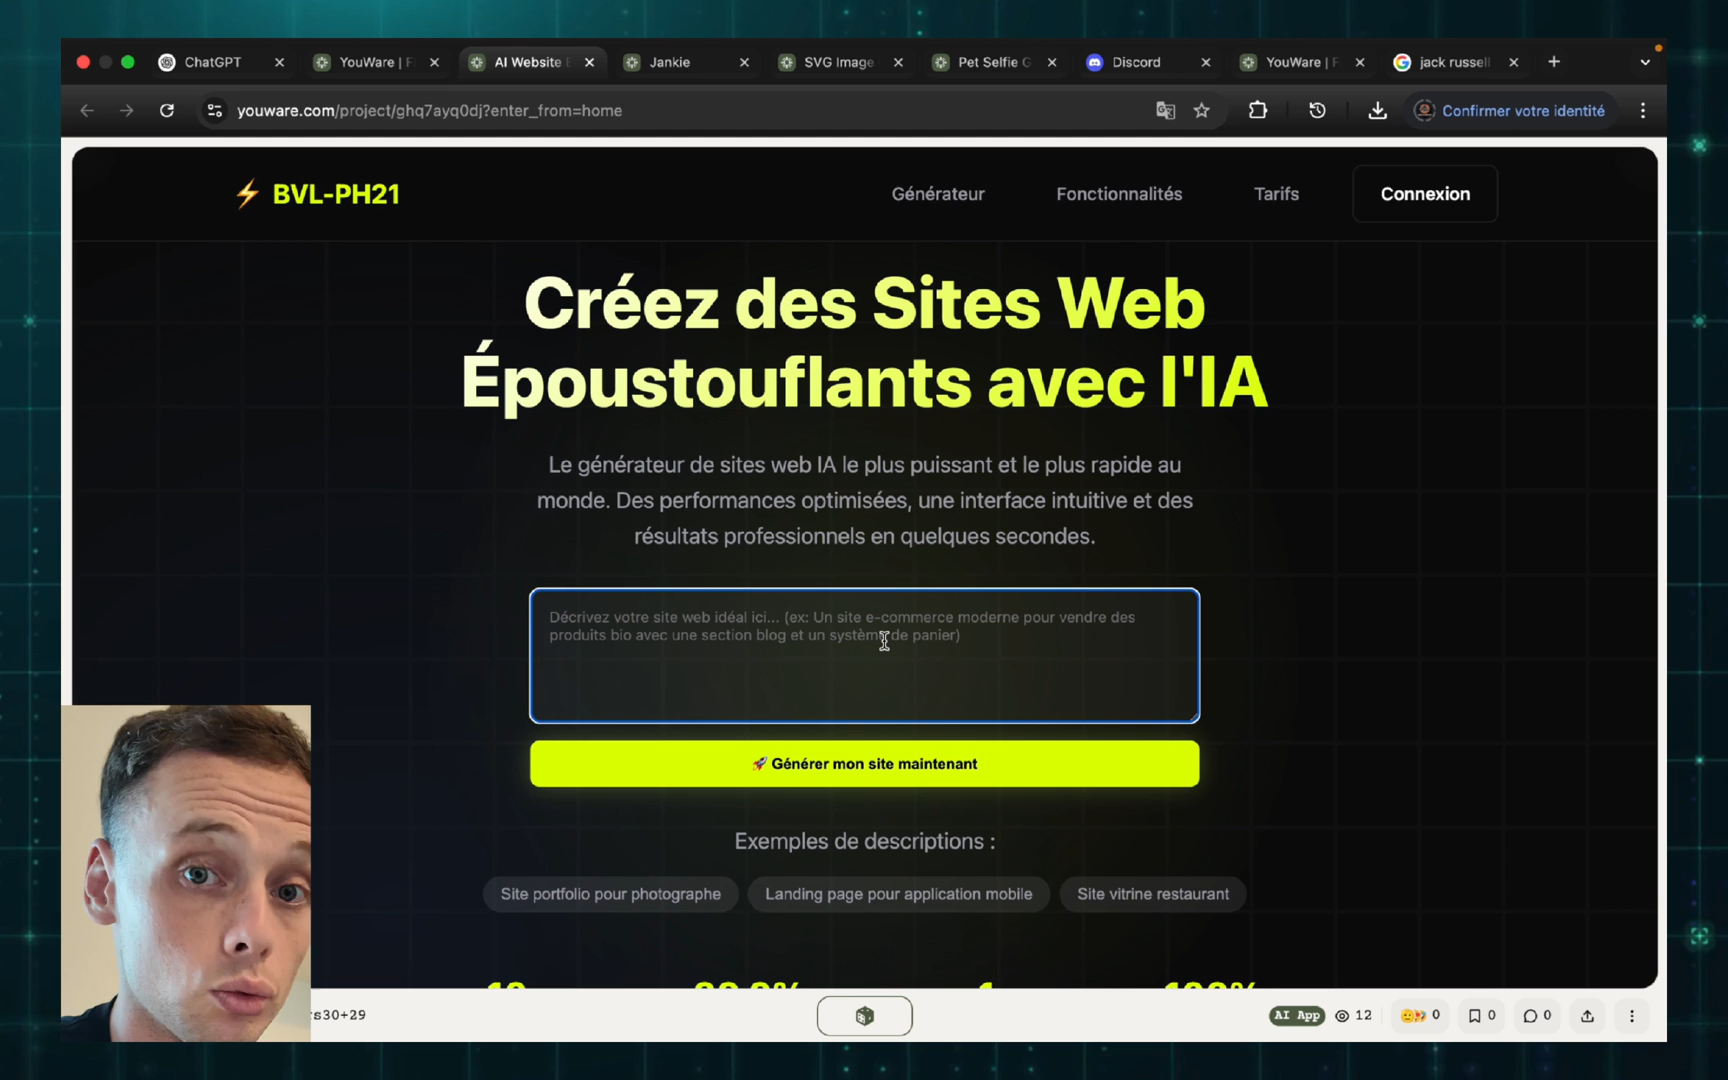 ChatGPT
YouWare | F
AI Website
Jankie
SVG Image
Pet Selfie G
Discord
YouWare | F
jack russell
youware.com/project/ghq7ayq0dj?enter_from=home
Confirmer votre identité
⚡ BVL-PH21
Générateur
Fonctionnalités
Tarifs
Connexion
Créez des Sites Web
Époustouflants avec l'IA
Le générateur de sites web IA le plus puissant et le plus rapide au
monde. Des performances optimisées, une interface intuitive et des
résultats professionnels en quelques secondes.
Décrivez votre site web idéal ici... (ex: Un site e-commerce moderne pour vendre des
produits bio avec une section blog et un système de panier)
🚀 Générer mon site maintenant
Exemples de descriptions :
Site portfolio pour photographe
Landing page pour application mobile
Site vitrine restaurant
s30+29
AI App
12
0
0
0